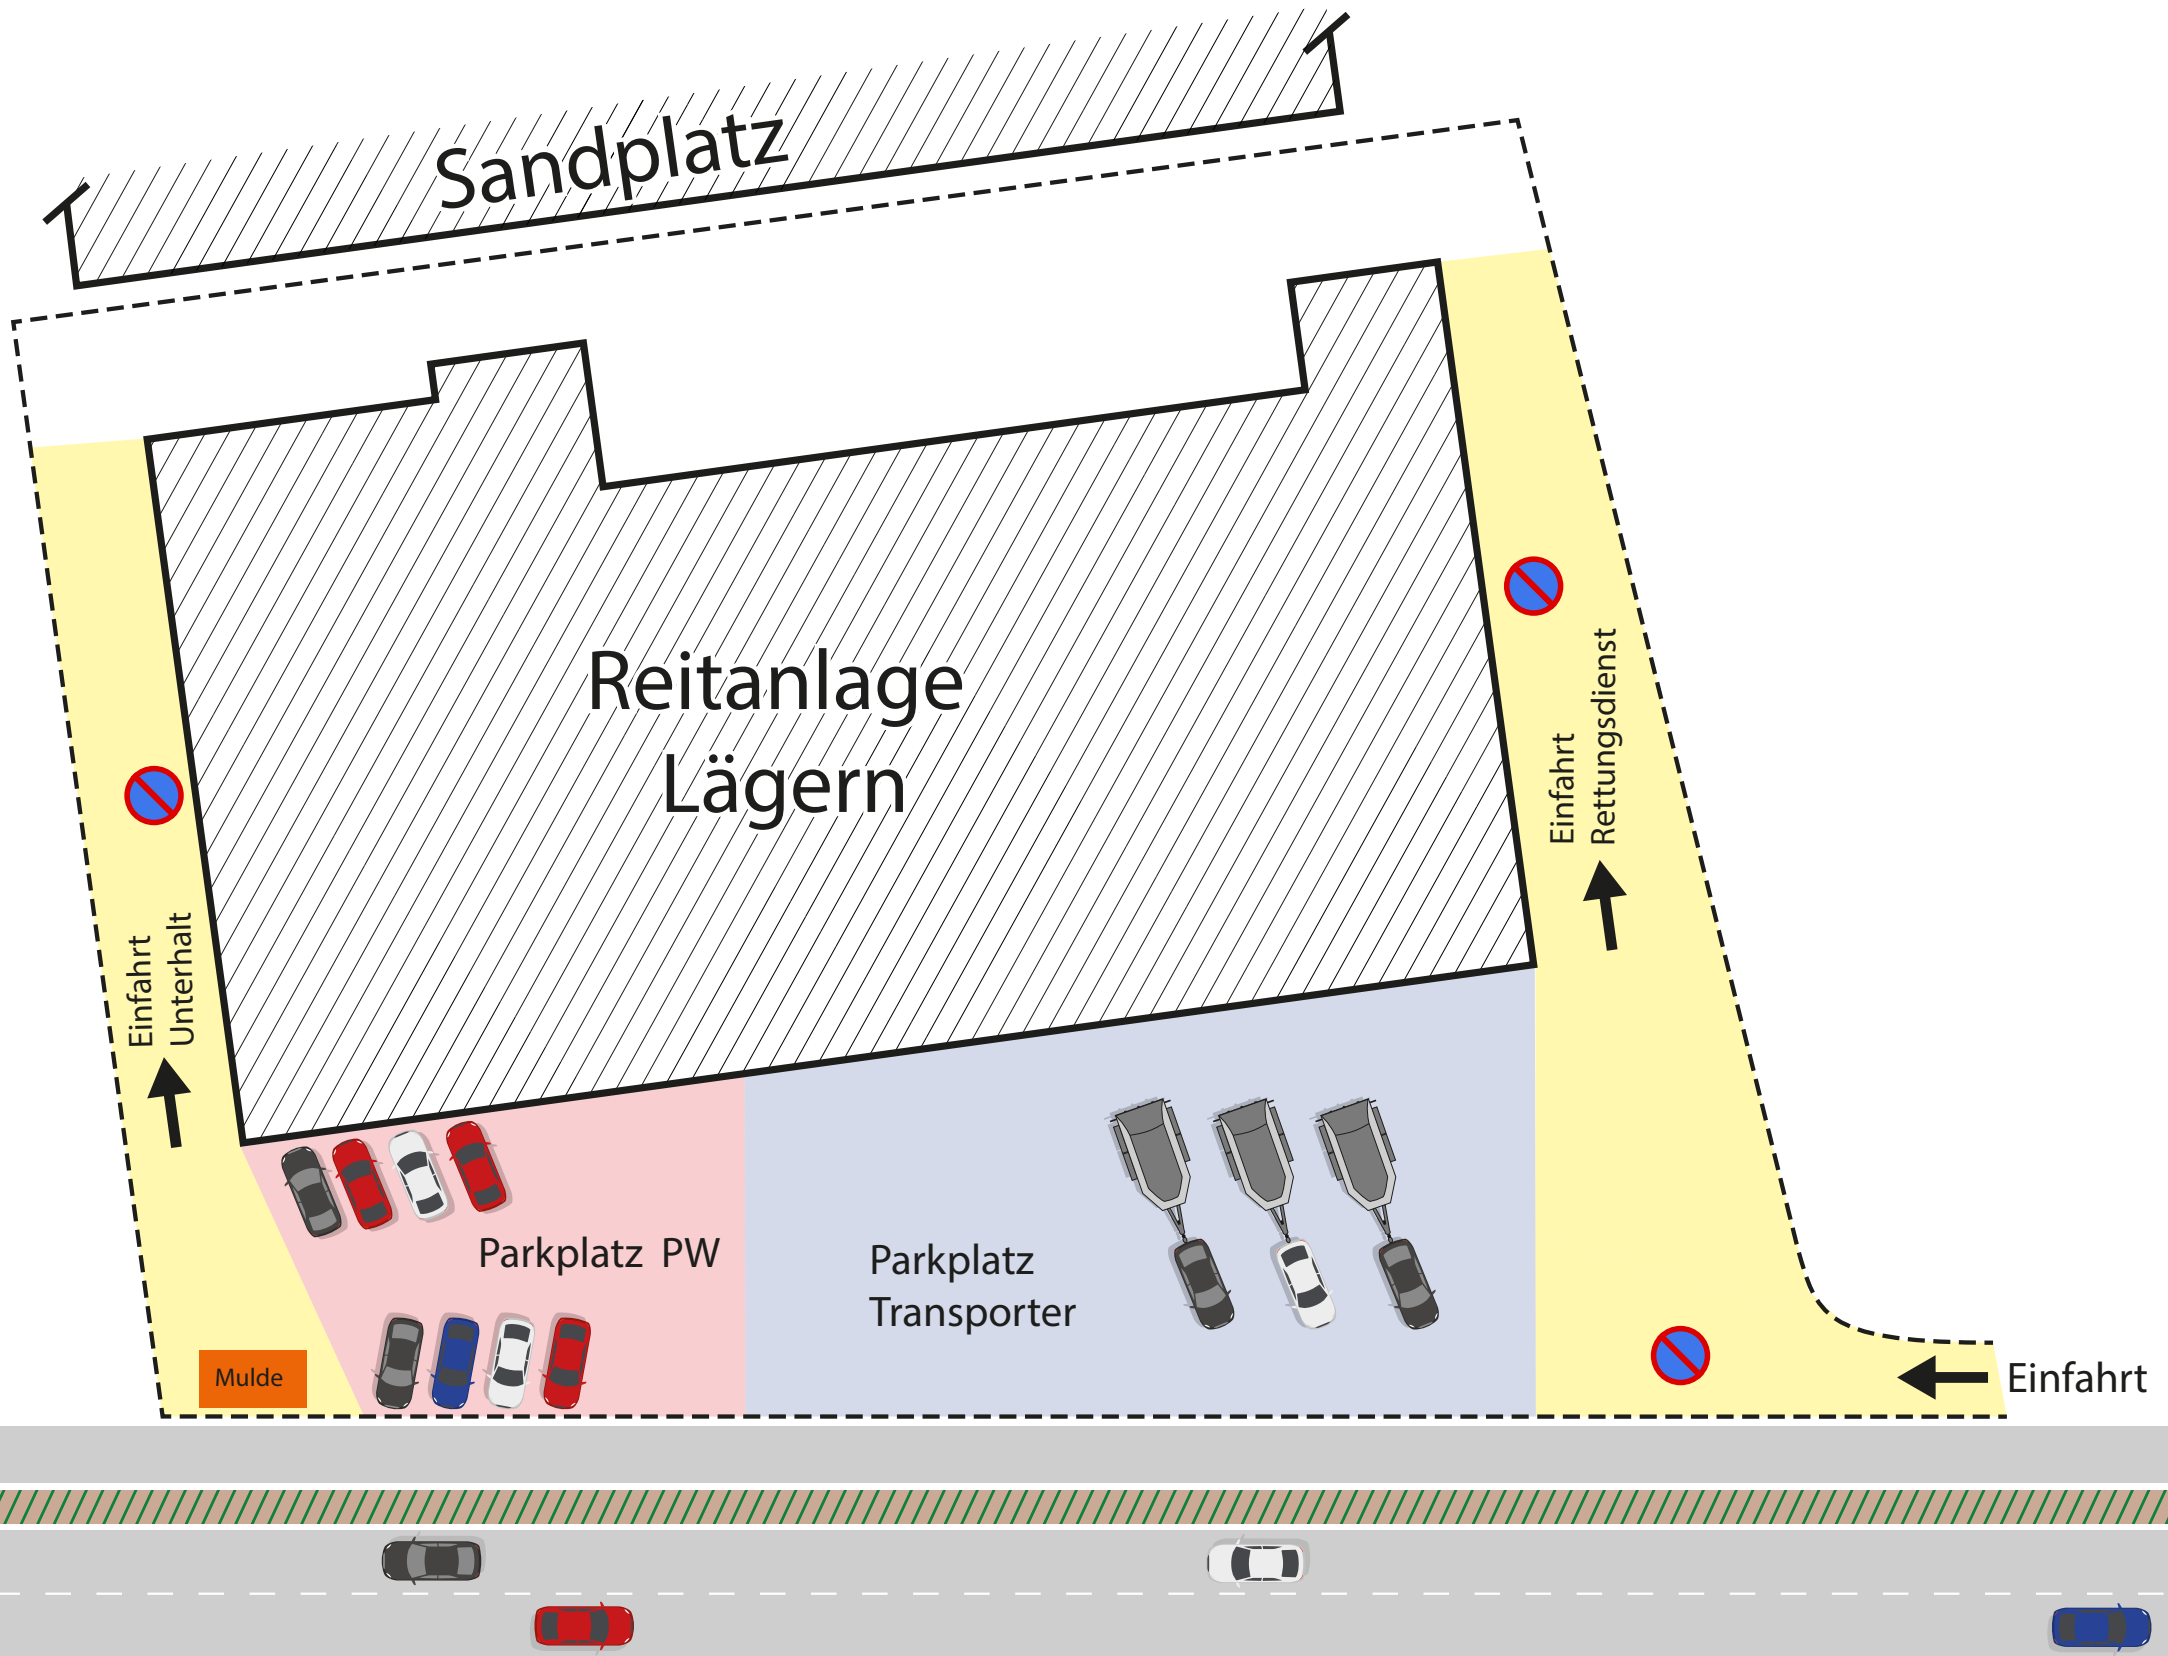 Sandplatz
Reitanlage
Lägern
Einfahrt
Rettungsdienst
Einfahrt
Unterhalt
Parkplatz PW
Parkplatz
Transporter
Mulde
Einfahrt